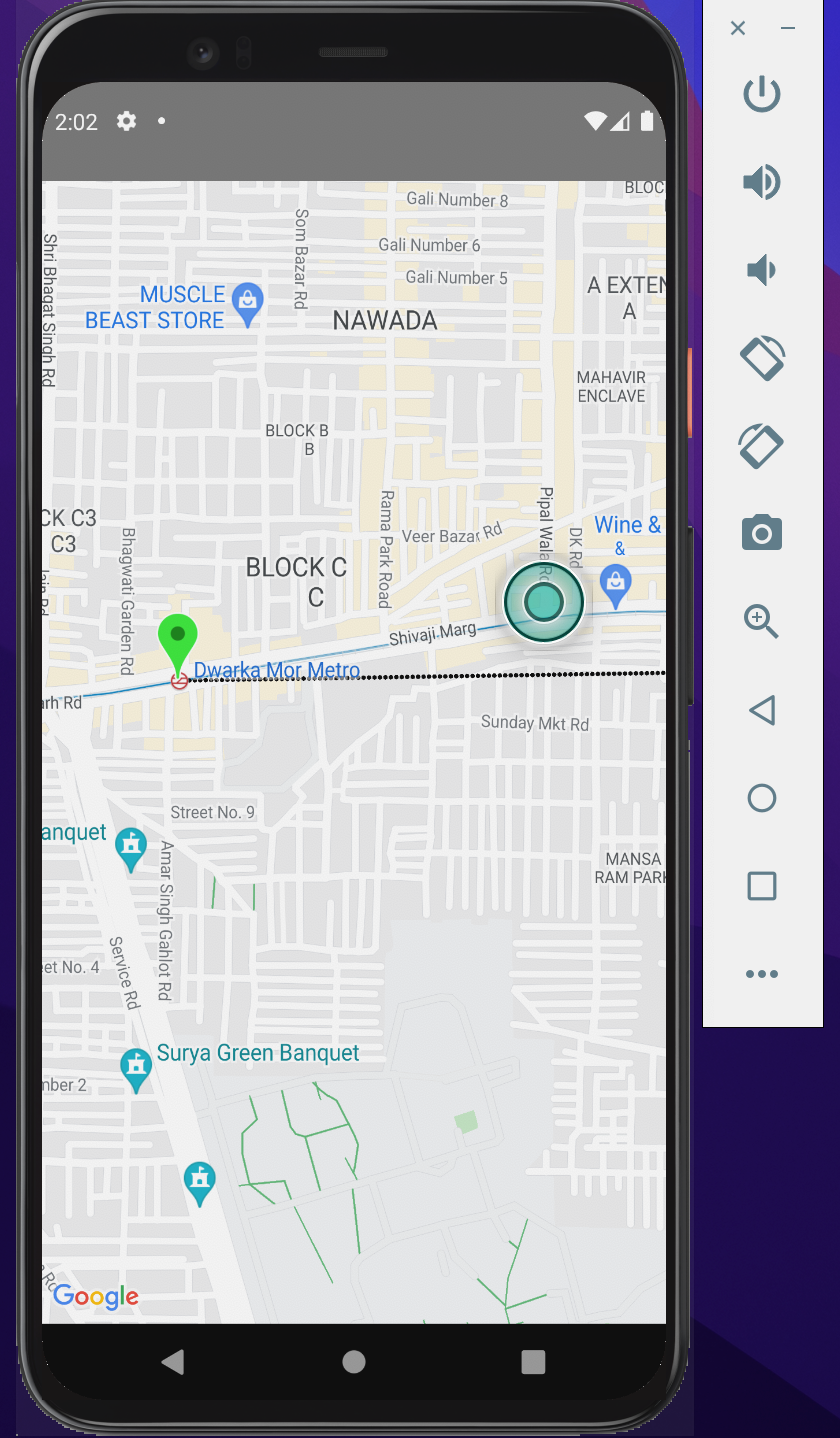 2:02
BLOC
Gali Number 8
Som Bazar Rd
Shri Bhagat Singh Rd
Gali Number 6
Gali Number 5
A EXTEN
A
MUSCLE
BEAST STORE
NAWADA
MAHAVIR
ENCLAVE
BLOCK B
B
CK C3
C3
Rama Park Road
Pipal Wala Ro
Veer Bazar Rd
DK Rd
Wine &
&
Bhagwati Garden Rd
BLOCK C
C
Jain Rd
Shivaji Marg
Dwarka Mor Metro
arh Rd
Sunday Mkt Rd
Street No. 9
anquet
Amar Singh Gahlot Rd
MANSA
RAM PARK
Service Rd
eet No. 4
Surya Green Banquet
mber 2
Rd
Google